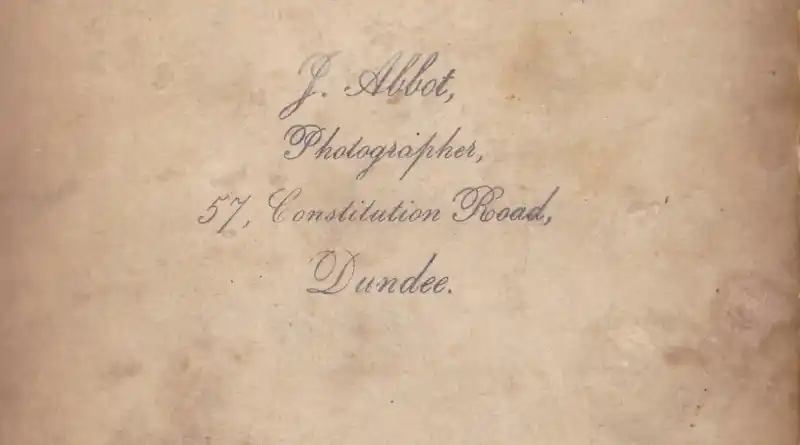 J. Abbot,
Photographer,
57, Constitution Road,
Dundee.